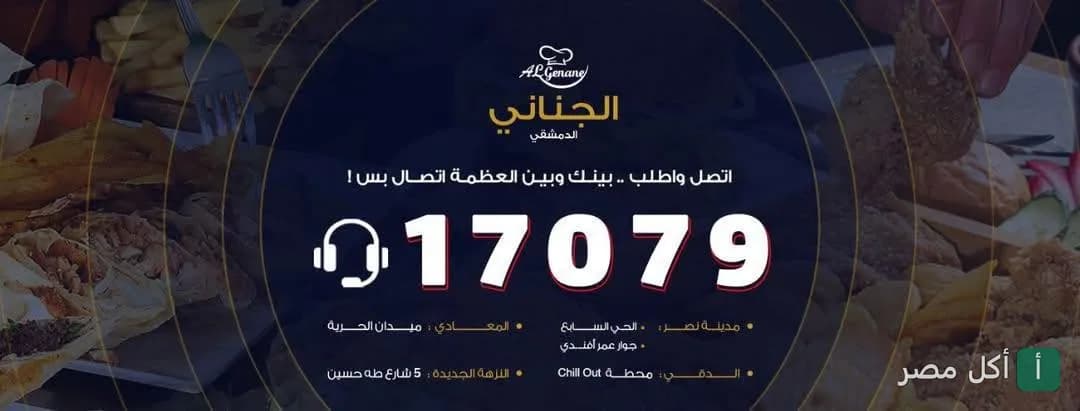 AL Genane
الجناني
الدمشقي
اتصل واطلب .. بينك وبين العظمة اتصال بس !
17079
• مدينة نصر : • الحي السابع
• جوار عمر أفندي
• المعادي : ميدان الحرية
• الدقي : محطة Chill Out
• النزهة الجديدة : 5 شارع طه حسين
أ أكل مصر